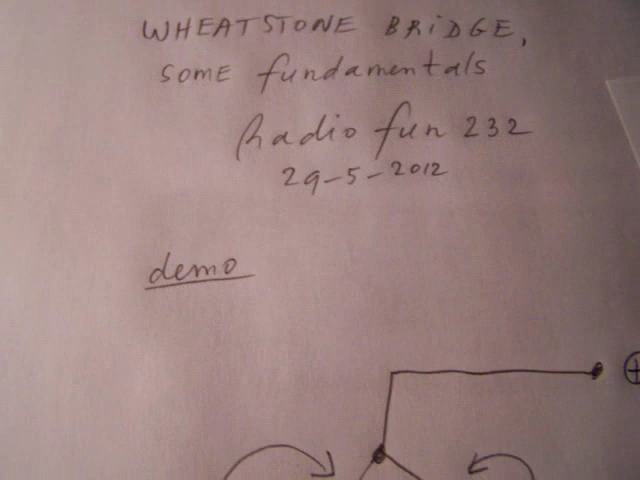 WHEATSTONE BRIDGE,
SOME fundamentals
Radio fun 232
29-5-2012
demo
+